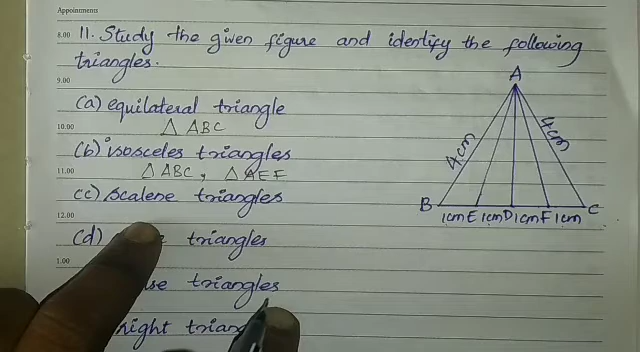 Appointments
8.00 11. Study the given figure and identify the following
triangles.
9.00
(a) equilateral triangle
10.00 △ ABC
(b) isosceles triangles
11.00 △ ABC, △ AEF
(c) scalene triangles
12.00
(d) triangles
1.00
triangles
A
4cm
4cm
B 1cm E 1cm D 1cm F 1cm C